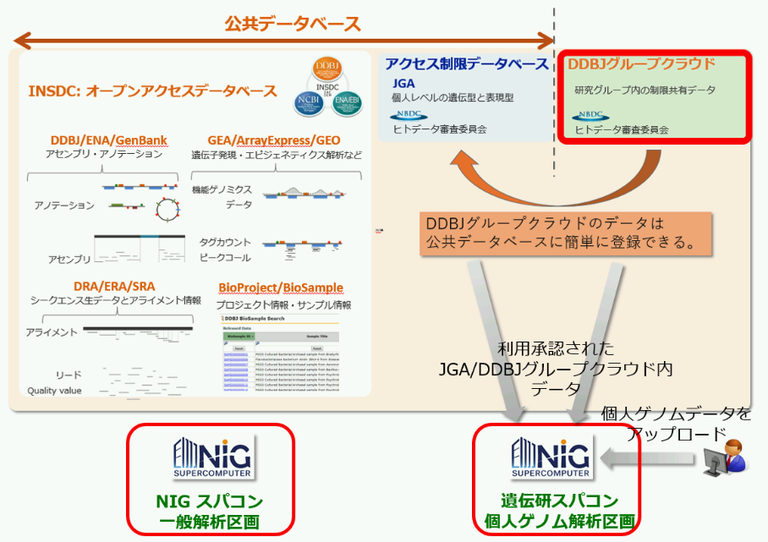 公共データベース
INSDC: オープンアクセスデータベース
DDBJ
INSDC
NCBI
ENA/EBI
DDBJ/ENA/GenBank
アセンブリ・アノテーション
アノテーション
アセンブリ
GEA/ArrayExpress/GEO
遺伝子発現・エピジェネティクス解析など
機能ゲノミクス
データ
タグカウント
ピークコール
DRA/ERA/SRA
シークエンス生データとアライメント情報
アライメント
リード
Quality value
BioProject/BioSample
プロジェクト情報・サンプル情報
DDBJ BioSample Search
Released Data
BioSample ID
Sample Title
アクセス制限データベース
JGA
個人レベルの遺伝型と表現型
NBDC
ヒトデータ審査委員会
DDBJグループクラウド
研究グループ内の制限共有データ
NBDC
ヒトデータ審査委員会
DDBJグループクラウドのデータは
公共データベースに簡単に登録できる。
利用承認された
JGA/DDBJグループクラウド内
データ
個人ゲノムデータを
アップロード
NIG
SUPERCOMPUTER
NIG スパコン
一般解析区画
NIG
SUPERCOMPUTER
遺伝研スパコン
個人ゲノム解析区画